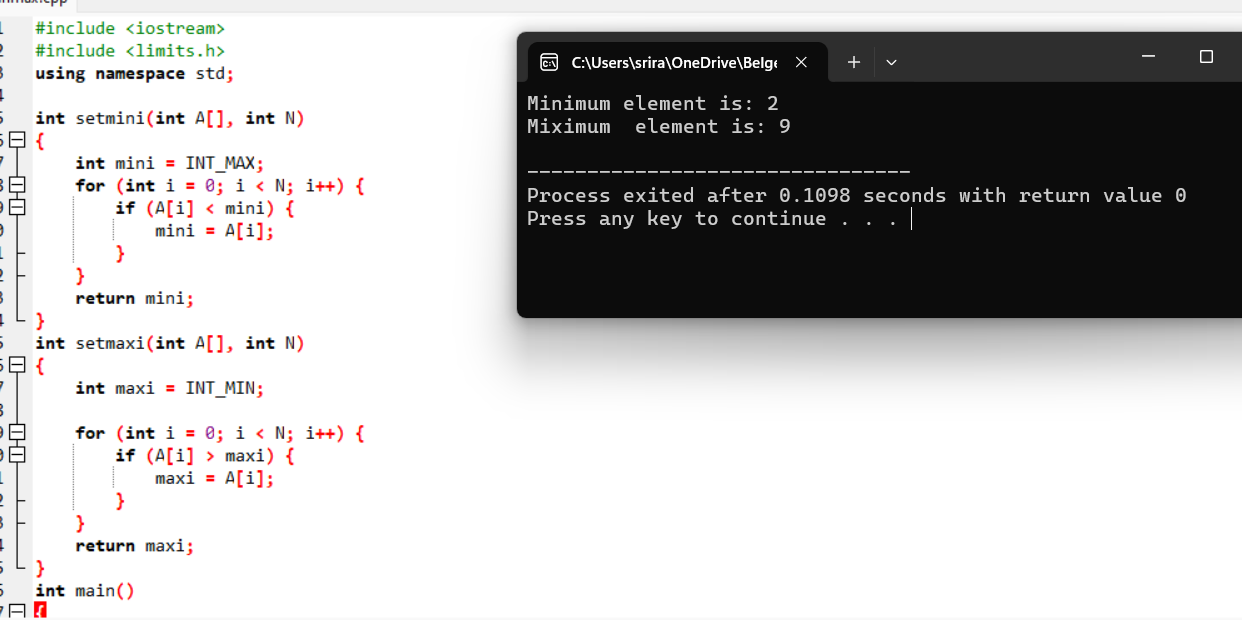 #include <iostream>
#include <limits.h>
using namespace std;
int setmini(int A[], int N)
{
int mini = INT_MAX;
for (int i = 0; i < N; i++) {
if (A[i] < mini) {
mini = A[i];
}
}
return mini;
}
int setmaxi(int A[], int N)
{
int maxi = INT_MIN;
for (int i = 0; i < N; i++) {
if (A[i] > maxi) {
maxi = A[i];
}
}
return maxi;
}
int main()
{
C:\Users\srira\OneDrive\Belge
Minimum element is: 2
Miximum  element is: 9
--------------------------------
Process exited after 0.1098 seconds with return value 0
Press any key to continue . . .